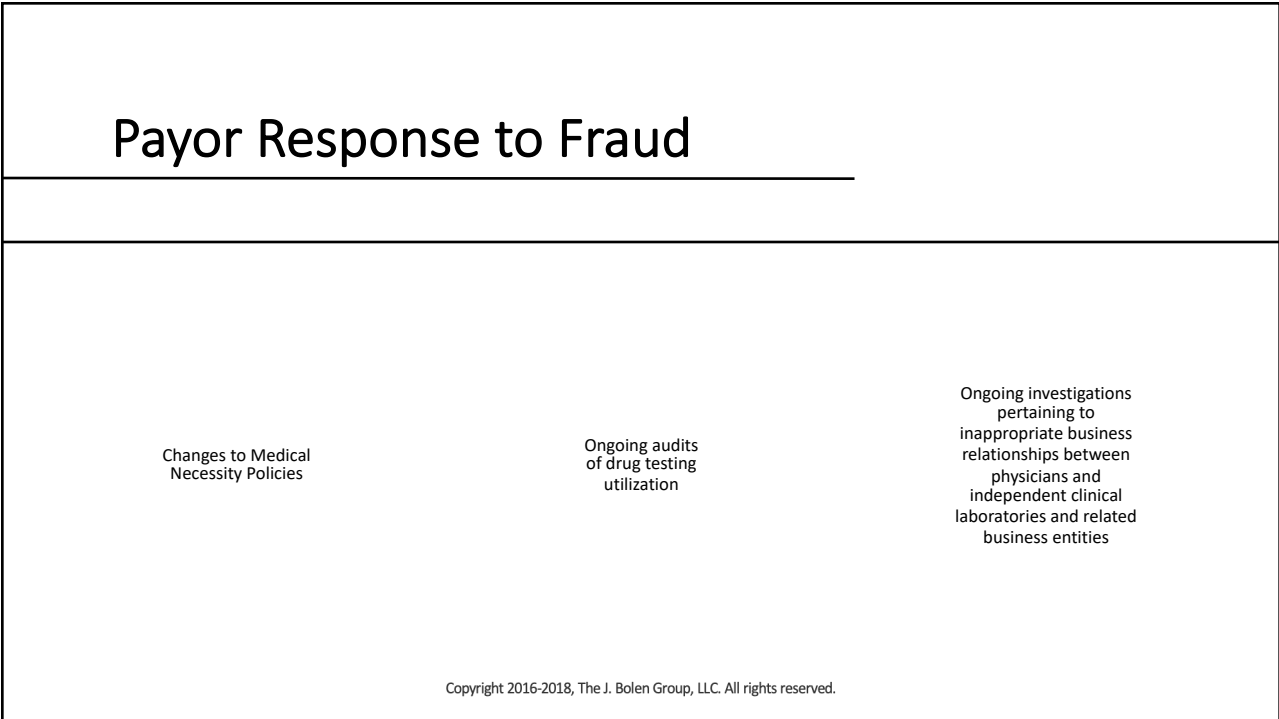 Payor Response to Fraud
Changes to Medical
Necessity Policies
Ongoing audits
of drug testing
utilization
Ongoing investigations
pertaining to
inappropriate business
relationships between
physicians and
independent clinical
laboratories and related
business entities
Copyright 2016-2018, The J. Bolen Group, LLC. All rights reserved.